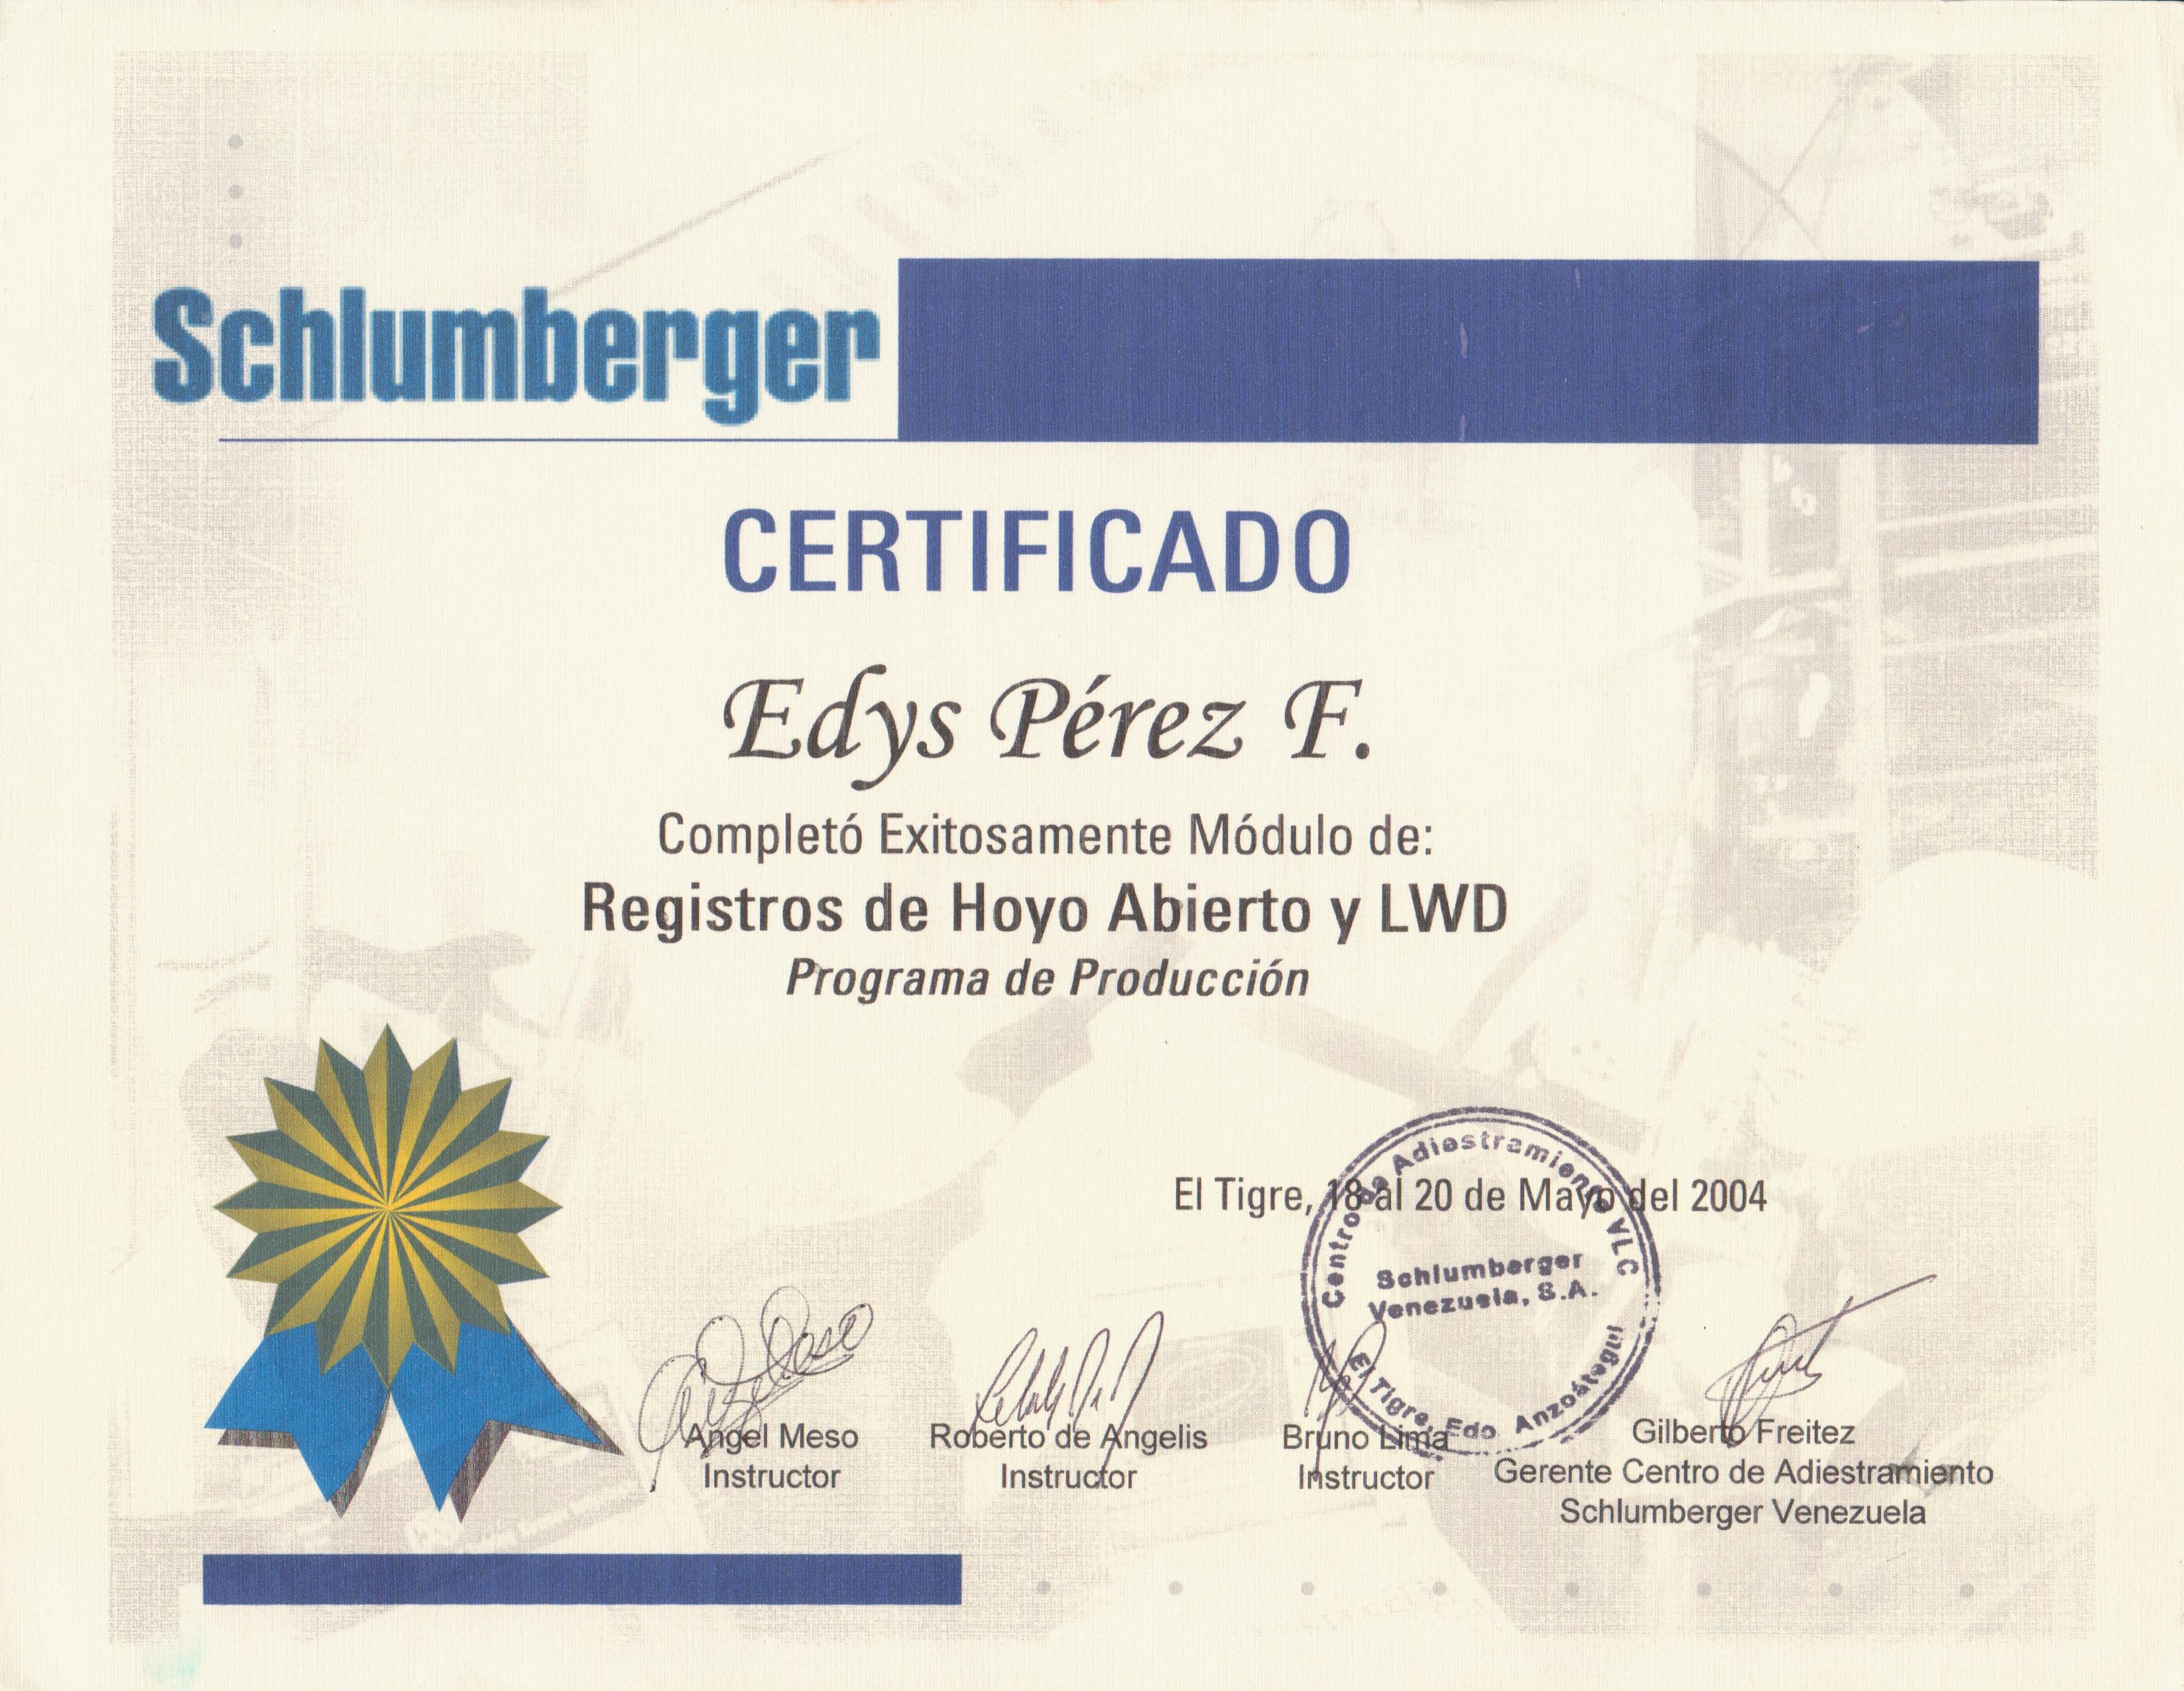 Schlumberger
CERTIFICADO
Edys Pérez F.
Completó Exitosamente Módulo de:
Registros de Hoyo Abierto y LWD
Programa de Producción
El Tigre, 18 al 20 de Mayo del 2004
Centro de Adiestramiento VLC
Schlumberger
Venezuela, S.A.
El Tigre, Edo. Anzoátegui
Angel Meso
Instructor
Roberto de Angelis
Instructor
Bruno Lima
Instructor
Gilberto Freitez
Gerente Centro de Adiestramiento
Schlumberger Venezuela